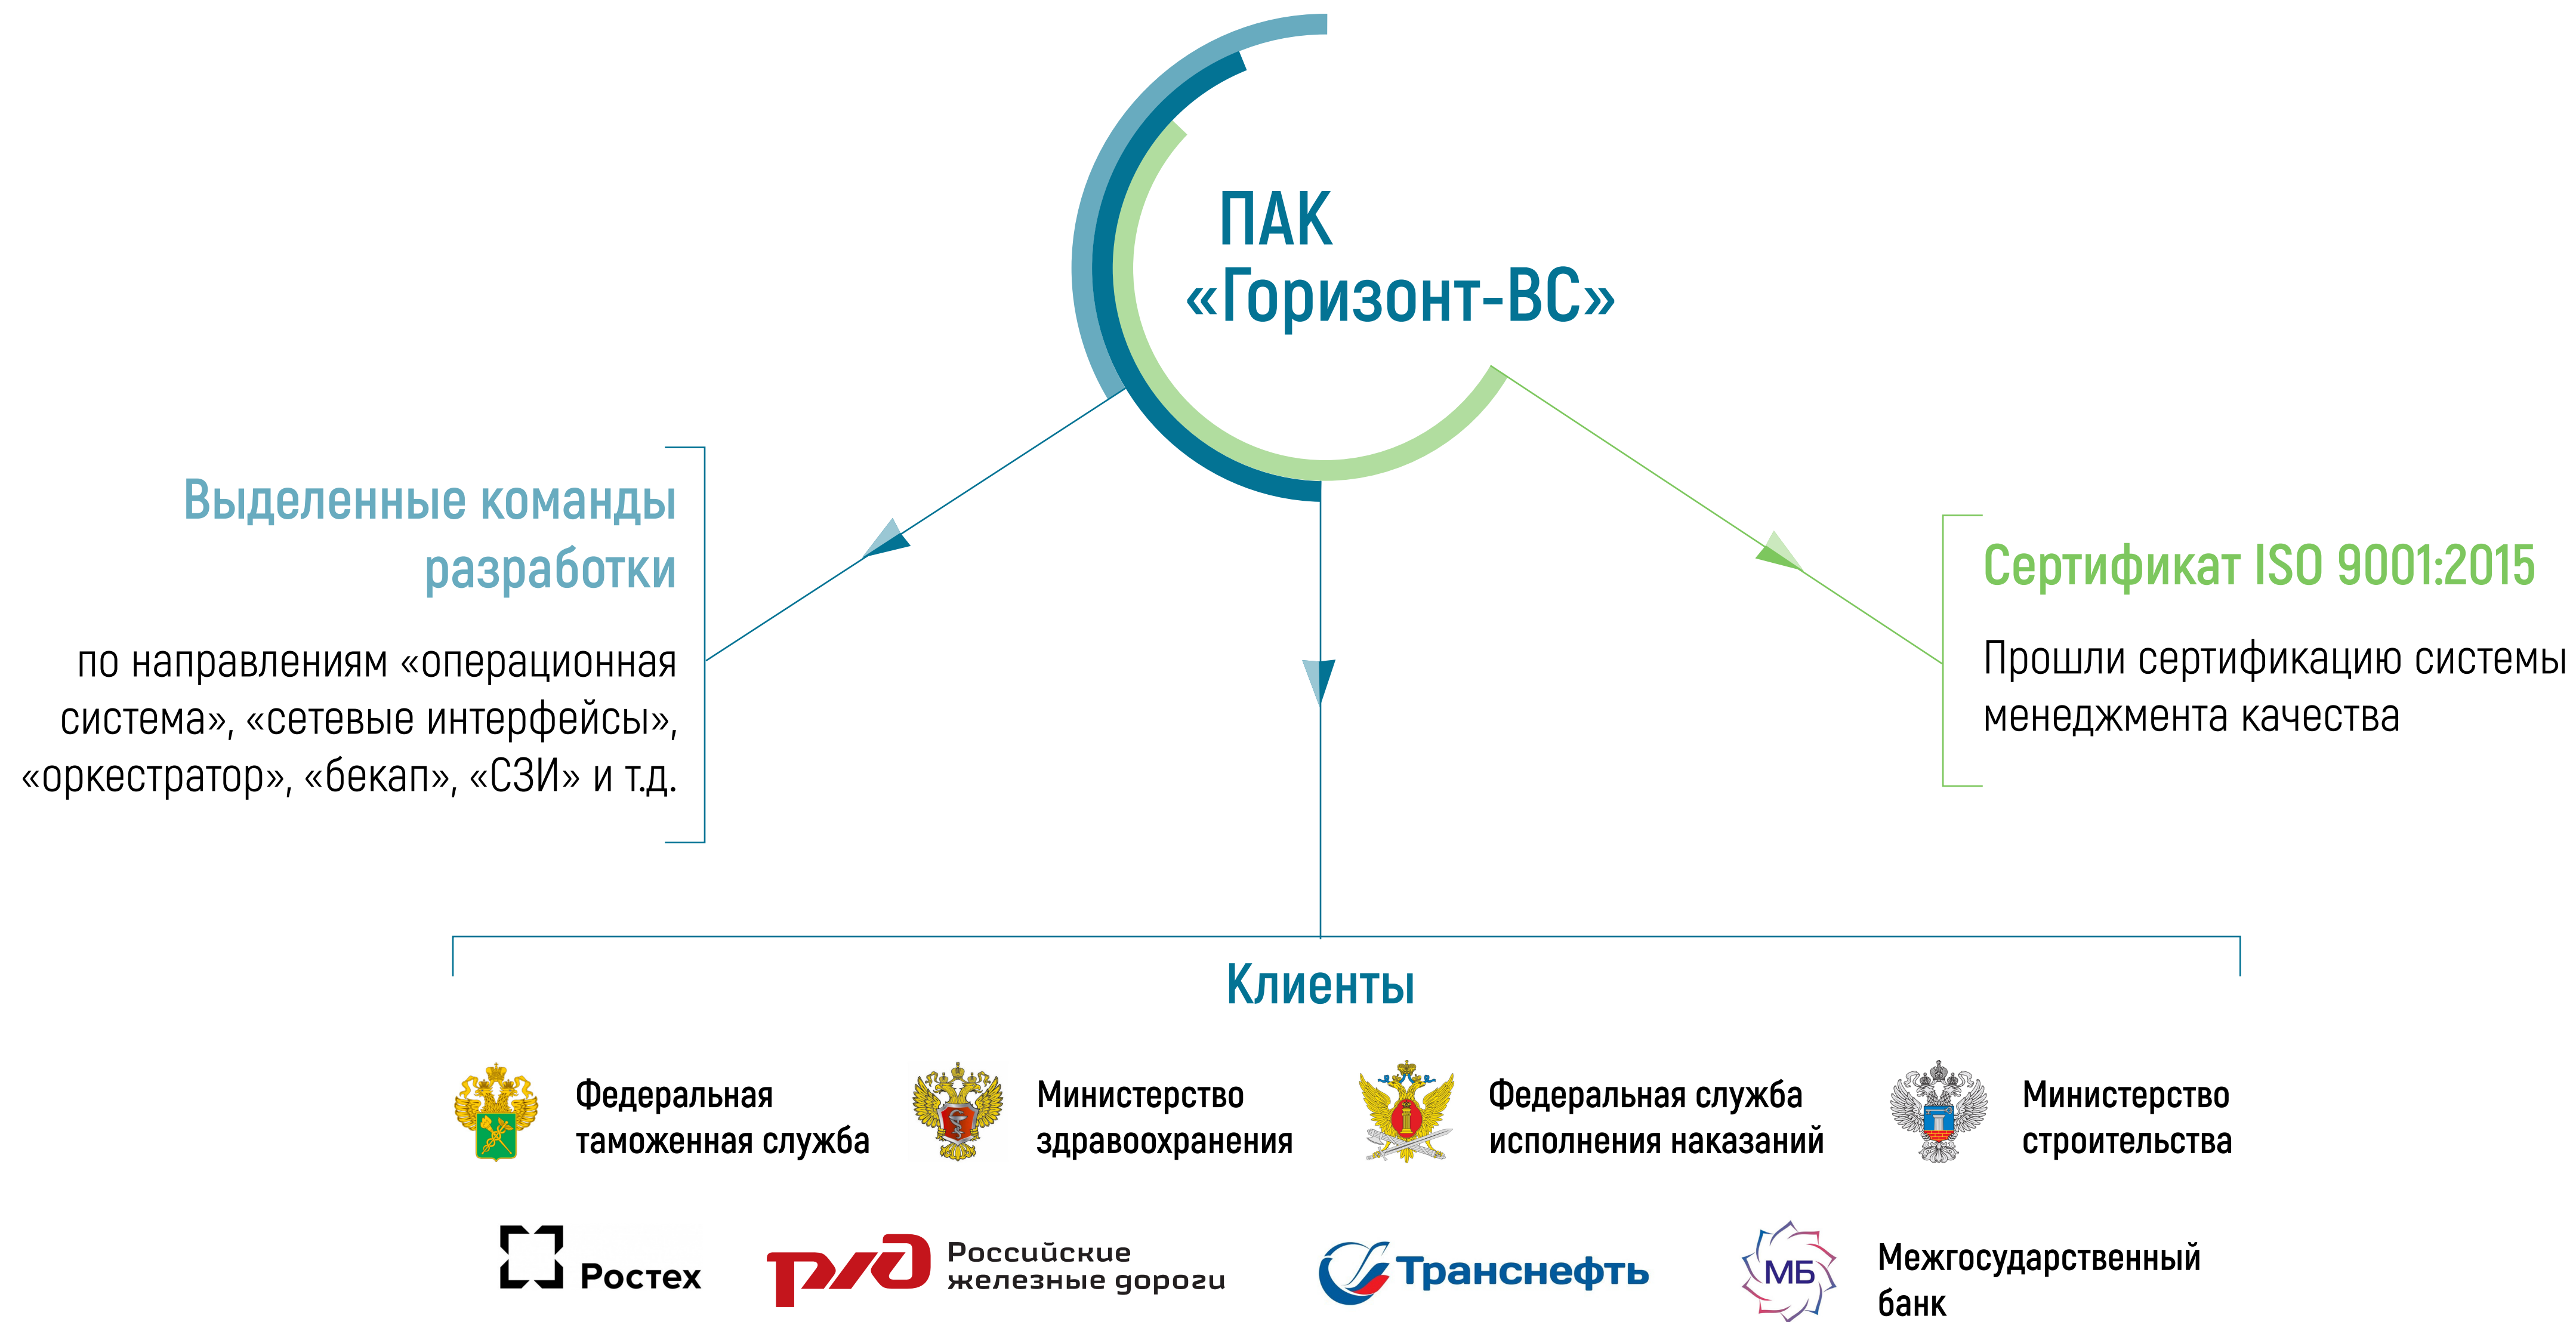 ПАК
«Горизонт-ВС»
Выделенные команды
разработки
по направлениям «операционная
система», «сетевые интерфейсы»,
«оркестратор», «бекап», «СЗИ» и т.д.
Сертификат ISO 9001:2015
Прошли сертификацию системы
менеджмента качества
Клиенты
Федеральная
таможенная служба
Министерство
здравоохранения
Федеральная служба
исполнения наказаний
Министерство
строительства
Ростех
ржд
Российские
железные дороги
Транснефть
МБ
Межгосударственный
банк